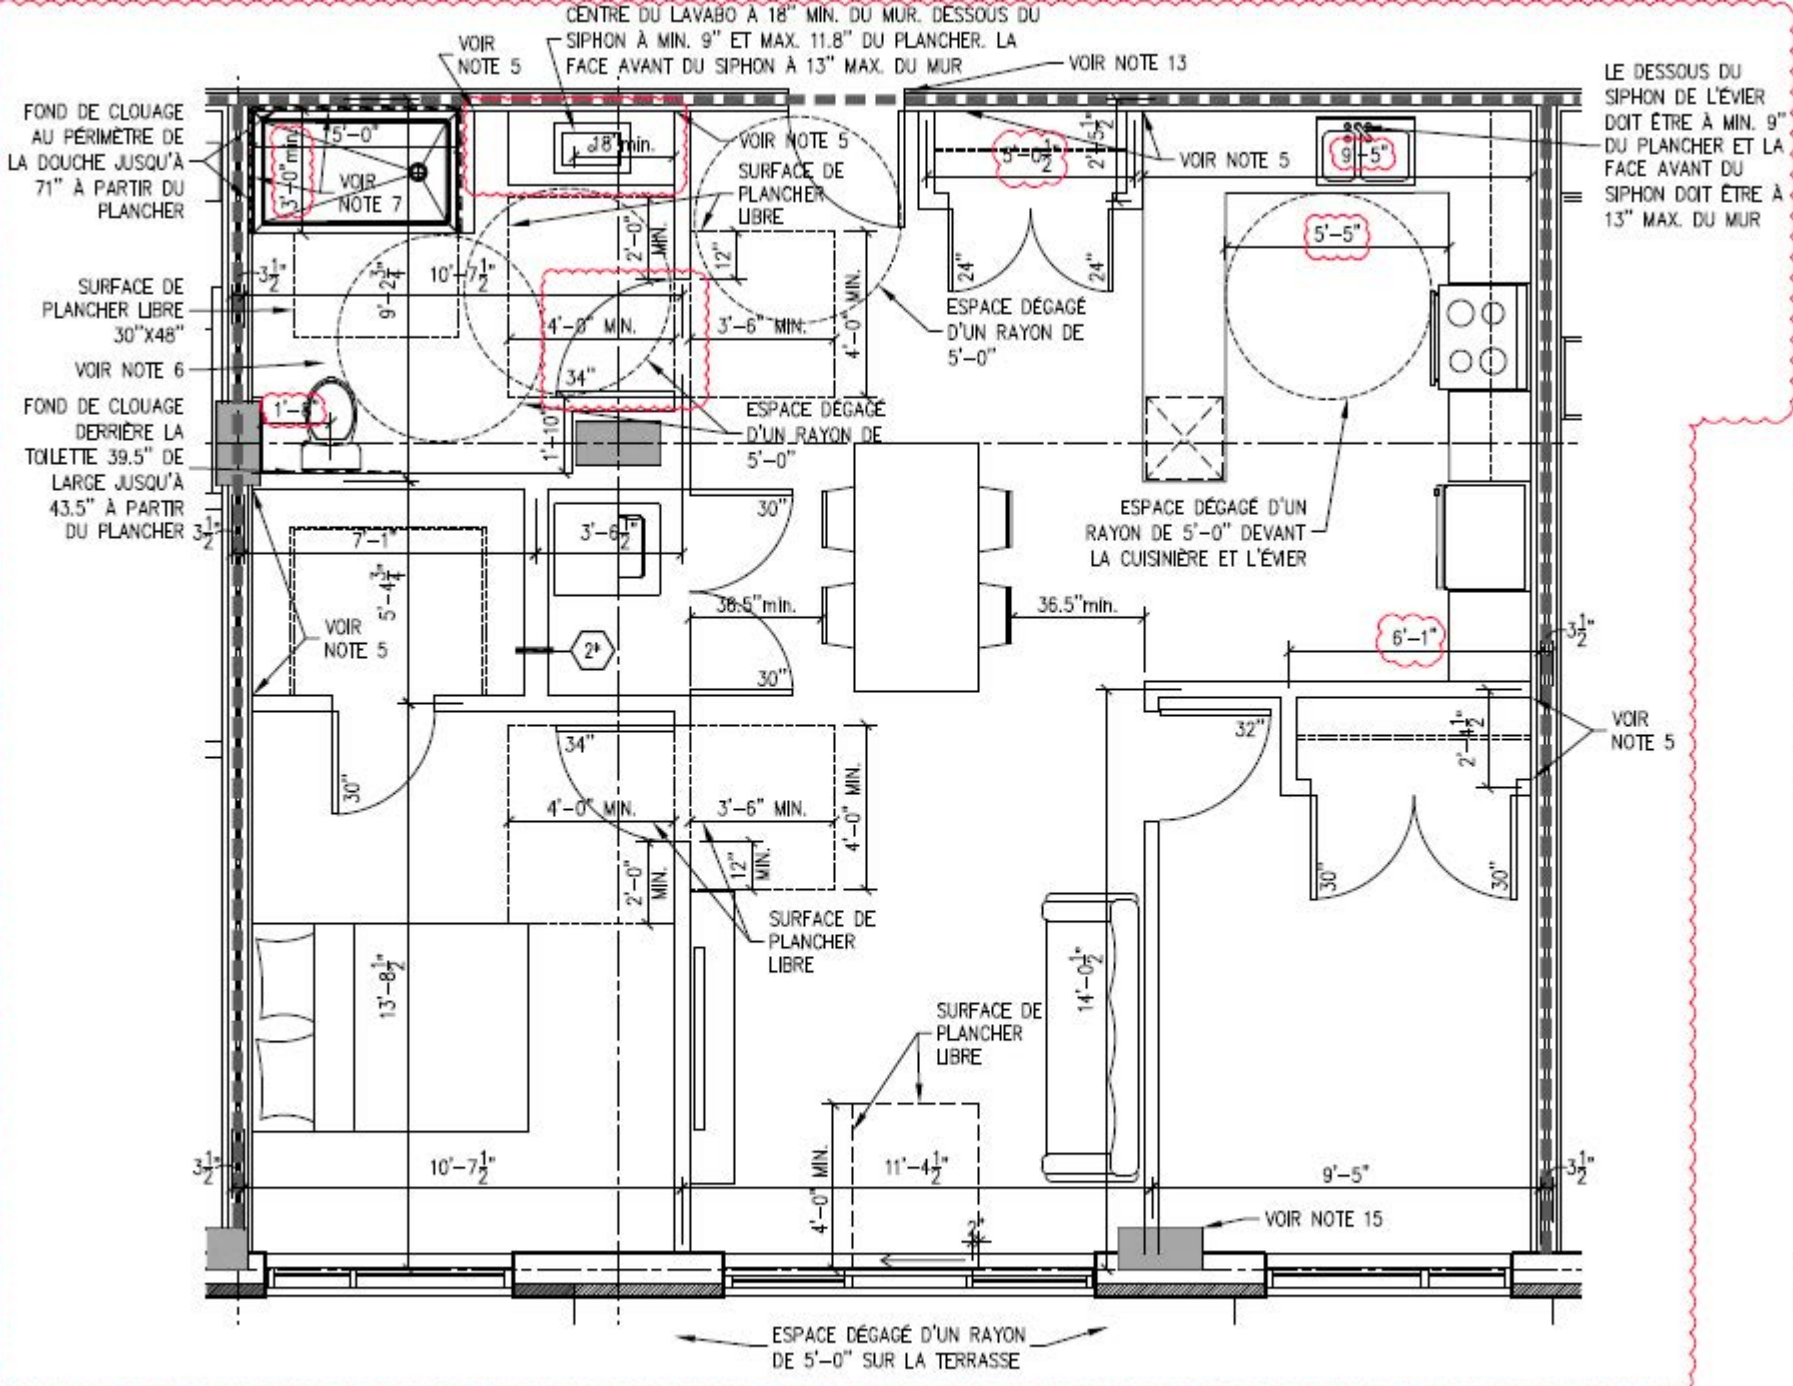 CENTRE DU LAVABO À 18" MIN. DU MUR. DESSOUS DU
SIPHON À MIN. 9" ET MAX. 11.8" DU PLANCHER. LA
FACE AVANT DU SIPHON À 13" MAX. DU MUR
VOIR
NOTE 5
VOIR NOTE 13
LE DESSOUS DU
SIPHON DE L'ÉVIER
DOIT ÊTRE À MIN. 9"
DU PLANCHER ET LA
FACE AVANT DU
SIPHON DOIT ÊTRE À
13" MAX. DU MUR
FOND DE CLOUAGE
AU PÉRIMÈTRE DE
LA DOUCHE JUSQU'À
71" À PARTIR DU
PLANCHER
5'-0"
3'-0" min.
VOIR
NOTE 7
18" min.
VOIR NOTE 5
SURFACE DE
PLANCHER
LIBRE
5'-0 1/2"
2'-5 1/2"
VOIR NOTE 5
9'-5"
5'-5"
2'-0"
MIN.
12"
24"
24"
3 1/2"
9'-2 3/4"
10'-7 1/2"
SURFACE DE
PLANCHER LIBRE
30"X48"
4'-0" MIN.
3'-6" MIN.
4'-0" MIN.
ESPACE DÉGAGÉ
D'UN RAYON DE
5'-0"
VOIR NOTE 6
34"
FOND DE CLOUAGE
DERRIÈRE LA
TOILETTE 39.5" DE
LARGE JUSQU'À
43.5" À PARTIR
DU PLANCHER
1'-10"
ESPACE DÉGAGÉ
D'UN RAYON DE
5'-0"
3 1/2"
7'-1"
3'-6 1/2"
30"
ESPACE DÉGAGÉ D'UN
RAYON DE 5'-0" DEVANT
LA CUISINIÈRE ET L'ÉVIER
5'-4 3/4"
36.5"min.
36.5"min.
VOIR
NOTE 5
2*
30"
6'-1"
3 1/2"
34"
32"
2'-4 1/2"
VOIR
NOTE 5
30"
4'-0" MIN.
3'-6" MIN.
4'-0" MIN.
2'-0"
MIN.
12"
MIN.
30"
30"
SURFACE DE
PLANCHER
LIBRE
13'-8 1/2"
14'-0 1/2"
SURFACE DE
PLANCHER
LIBRE
3 1/2"
10'-7 1/2"
4'-0" MIN.
11'-4 1/2"
9'-5"
3 1/2"
2"
VOIR NOTE 15
ESPACE DÉGAGÉ D'UN RAYON
DE 5'-0" SUR LA TERRASSE